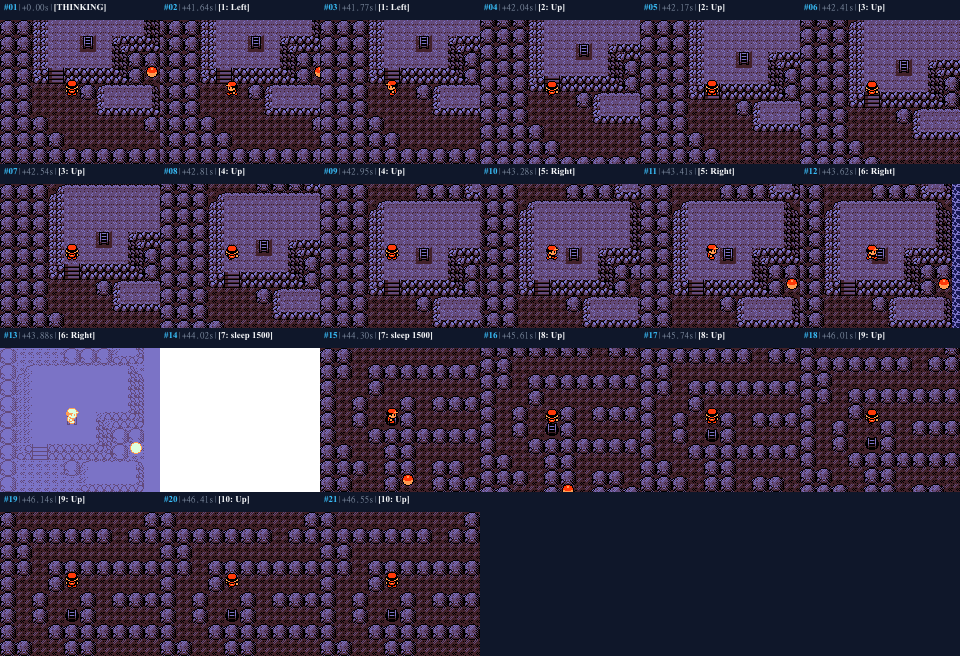 #01|+0.00s|[THINKING]
#02|+41.64s|[1: Left]
#03|+41.77s|[1: Left]
#04|+42.04s|[2: Up]
#05|+42.17s|[2: Up]
#06|+42.41s|[3: Up]
#07|+42.54s|[3: Up]
#08|+42.81s|[4: Up]
#09|+42.95s|[4: Up]
#10|+43.28s|[5: Right]
#11|+43.41s|[5: Right]
#12|+43.62s|[6: Right]
#13|+43.88s|[6: Right]
#14|+44.02s|[7: sleep 1500]
#15|+44.30s|[7: sleep 1500]
#16|+45.61s|[8: Up]
#17|+45.74s|[8: Up]
#18|+46.01s|[9: Up]
#19|+46.14s|[9: Up]
#20|+46.41s|[10: Up]
#21|+46.55s|[10: Up]